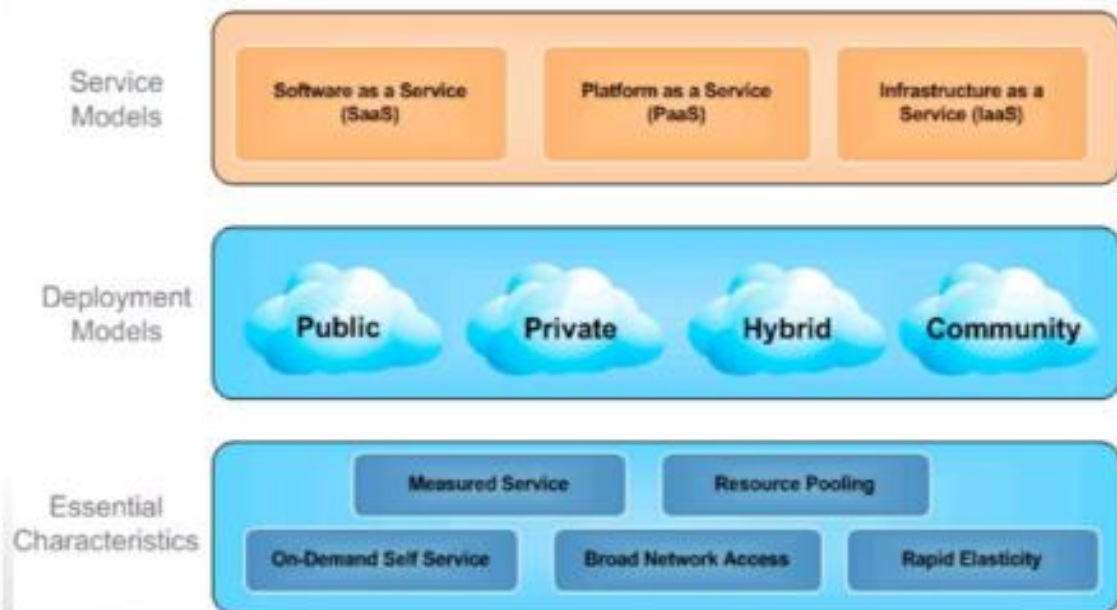 Service
Models
Software as a Service
(SaaS)
Platform as a Service
(PaaS)
Infrastructure as a
Service (IaaS)
Deployment
Models
Public
Private
Hybrid
Community
Essential
Characteristics
Measured Service
Resource Pooling
On-Demand Self Service
Broad Network Access
Rapid Elasticity